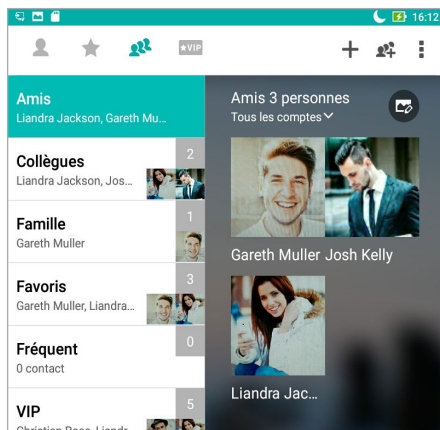 16:12
★VIP
Amis
Liandra Jackson, Gareth Mu...
Amis 3 personnes
Tous les comptes
Collègues
2
Liandra Jackson, Jos...
Famille
1
Gareth Muller
Gareth Muller
Josh Kelly
Favoris
3
Gareth Muller, Liandra...
Fréquent
0
0 contact
Liandra Jac...
VIP
5